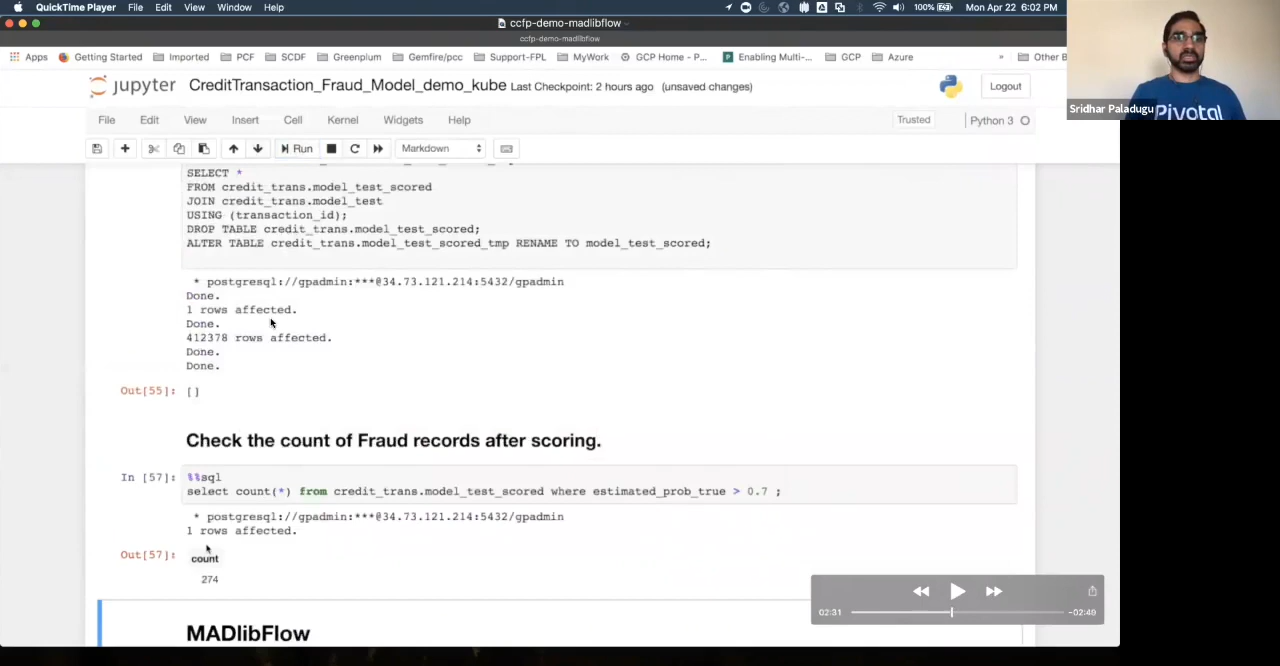 QuickTime Player File Edit View Window Help 100% Mon Apr 22 6:02 PM
ccfp-demo-madlibflow
ccfp-demo-madlibflow
Apps Getting Started Imported PCF SCDF Greenplum Gemfire/pcc Support-FPL MyWork GCP Home - P... Enabling Multi-... GCP Azure » Other B
jupyter CreditTransaction_Fraud_Model_demo_kube Last Checkpoint: 2 hours ago (unsaved changes) Logout
Sridhar Paladugu
Pivotal
File Edit View Insert Cell Kernel Widgets Help Trusted Python 3
Run Markdown
SELECT *
FROM credit_trans.model_test_scored
JOIN credit_trans.model_test
USING (transaction_id);
DROP TABLE credit_trans.model_test_scored;
ALTER TABLE credit_trans.model_test_scored_tmp RENAME TO model_test_scored;
* postgresql://gpadmin:***@34.73.121.214:5432/gpadmin
Done.
1 rows affected.
Done.
412378 rows affected.
Done.
Done.
Out[55]: []
Check the count of Fraud records after scoring.
In [57]: %%sql
select count(*) from credit_trans.model_test_scored where estimated_prob_true > 0.7 ;
* postgresql://gpadmin:***@34.73.121.214:5432/gpadmin
1 rows affected.
Out[57]: count
274
02:31 -02:49
MADlibFlow